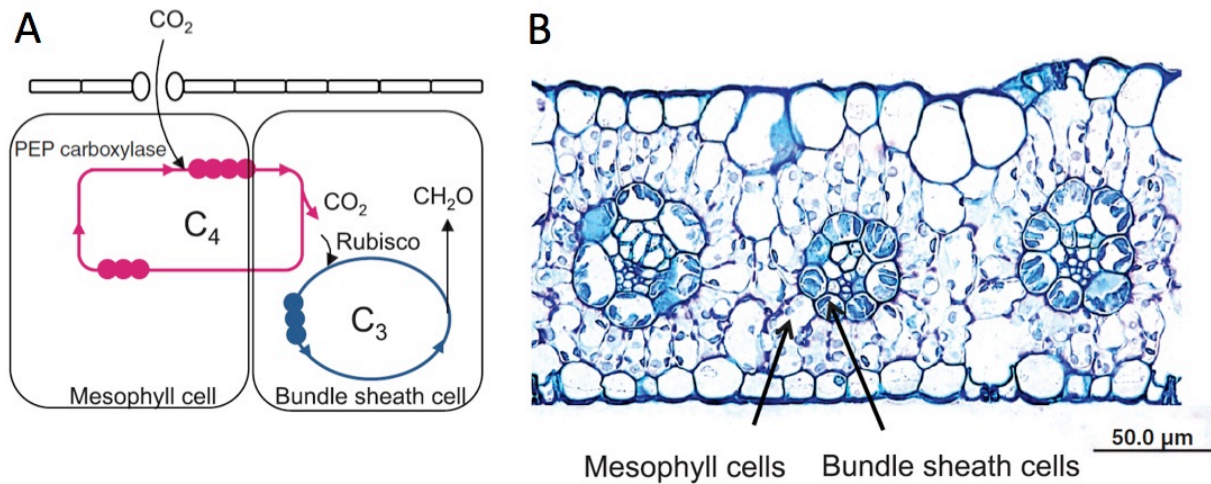 A
CO₂
PEP carboxylase
C₄
CO₂
CH₂O
Rubisco
C₃
Mesophyll cell
Bundle sheath cell
B
Mesophyll cells
Bundle sheath cells
50.0 µm